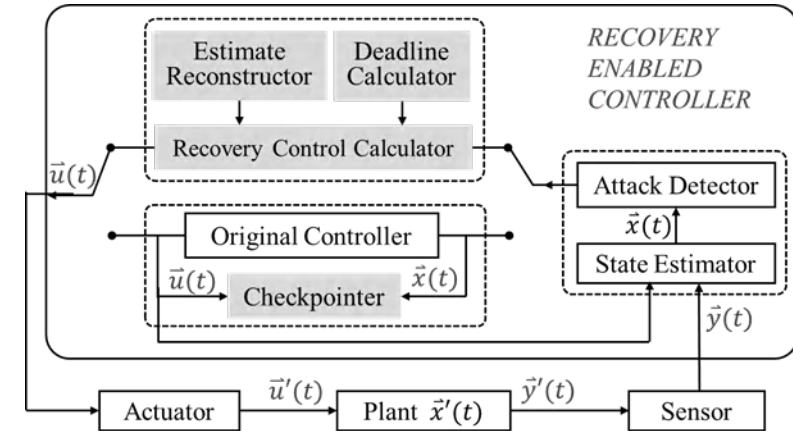 Estimate
Reconstructor
Deadline
Calculator
RECOVERY
ENABLED
CONTROLLER
Recovery Control Calculator
u⃗(t)
Attack Detector
x⃗(t)
Original Controller
State Estimator
u⃗(t)
Checkpointer
x⃗(t)
y⃗(t)
Actuator
u⃗′(t)
Plant x⃗′(t)
y⃗′(t)
Sensor